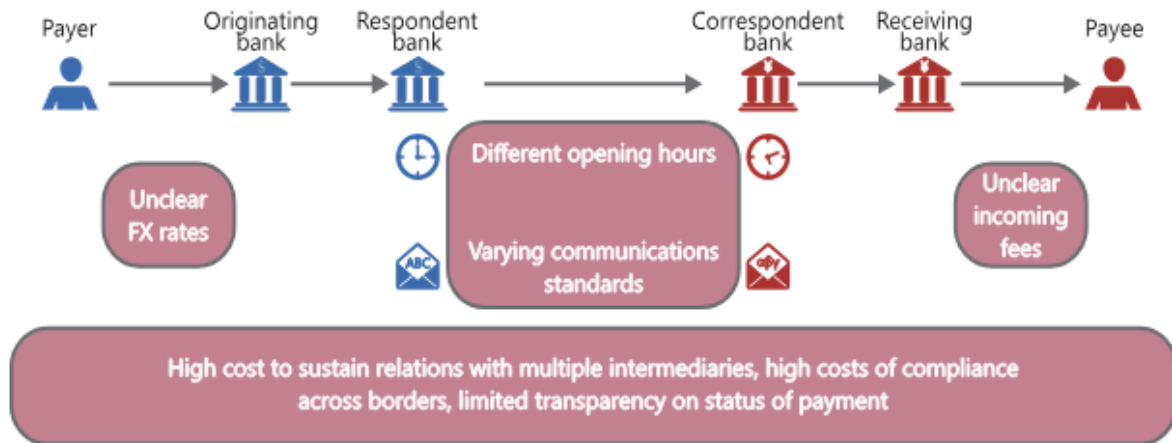 Payer
Originating
bank
Respondent
bank
Correspondent
bank
Receiving
bank
Payee
$
$
¥
¥
Different opening hours
Unclear
FX rates
Unclear
incoming
fees
ABC
Varying communications
standards
αβγ
High cost to sustain relations with multiple intermediaries, high costs of compliance
across borders, limited transparency on status of payment